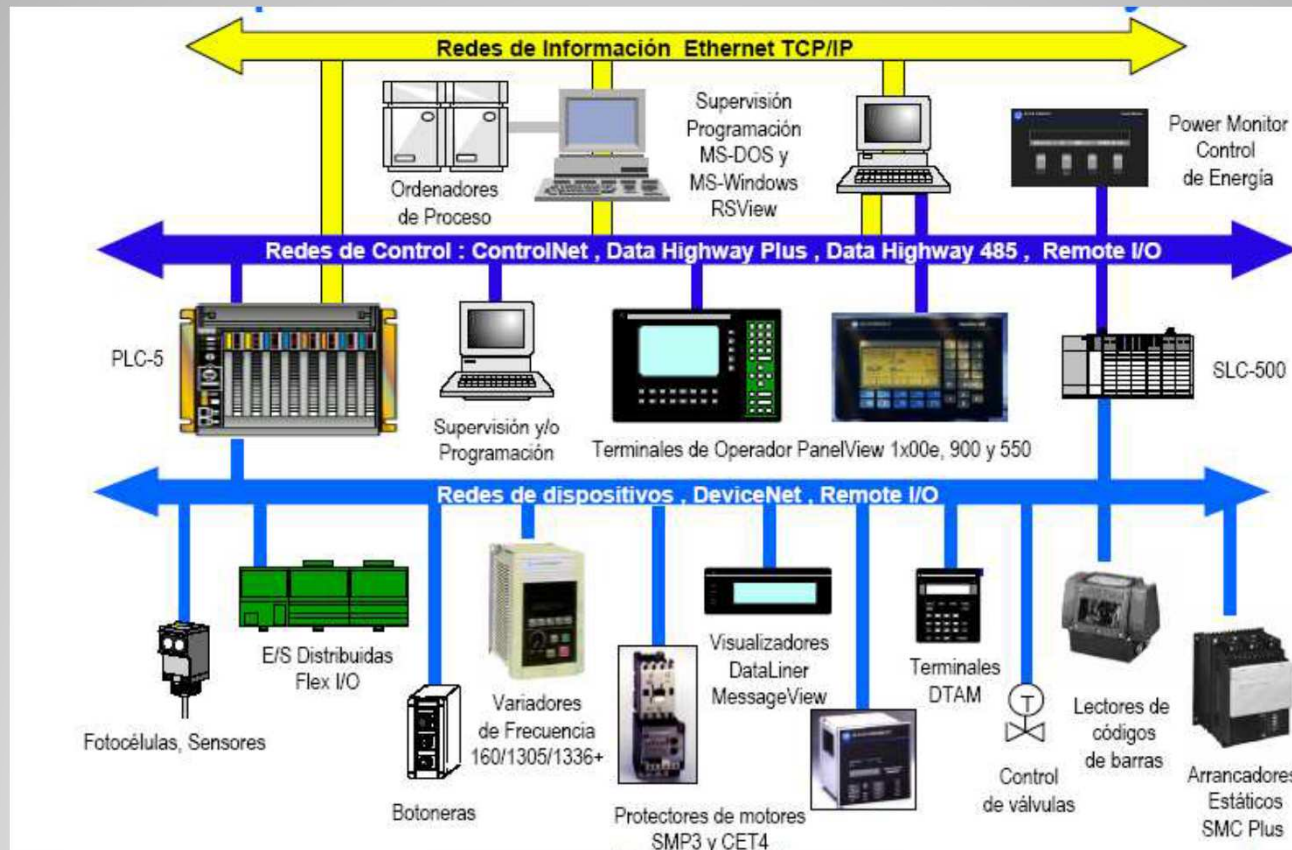 Redes de Información Ethernet TCP/IP
Ordenadores
de Proceso
Supervisión
Programación
MS-DOS y
MS-Windows
RSView
Power Monitor
Control
de Energía
Redes de Control : ControlNet , Data Highway Plus , Data Highway 485 , Remote I/O
PLC-5
Supervisión y/o
Programación
Terminales de Operador PanelView 1x00e, 900 y 550
SLC-500
Redes de dispositivos , DeviceNet , Remote I/O
Fotocélulas, Sensores
E/S Distribuidas
Flex I/O
Botoneras
Variadores
de Frecuencia
160/1305/1336+
Protectores de motores
SMP3 y CET4
Visualizadores
DataLiner
MessageView
Terminales
DTAM
T
Control
de válvulas
Lectores de
códigos
de barras
Arrancadores
Estáticos
SMC Plus